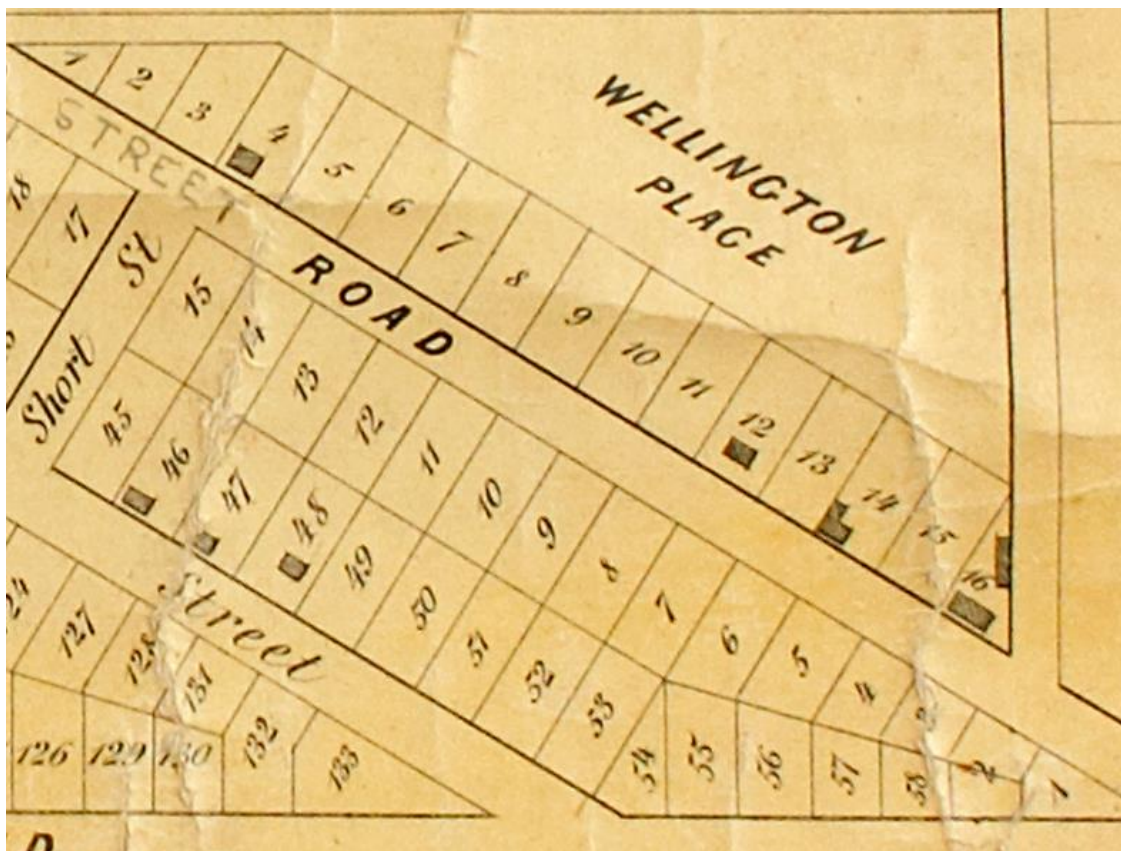 WELLINGTON
PLACE
1 2 3 4 5 6 7 8 9 10 11 12 13 14 15 16
STREET
ROAD
18 17
Short St
15 14 13 12 11 10 9 8 7 6 5 4 3 2 1
45 46 47 48 49 50 51 52 53 54 55 56 57 58
Street
127 128 131 132 133
126 129 130